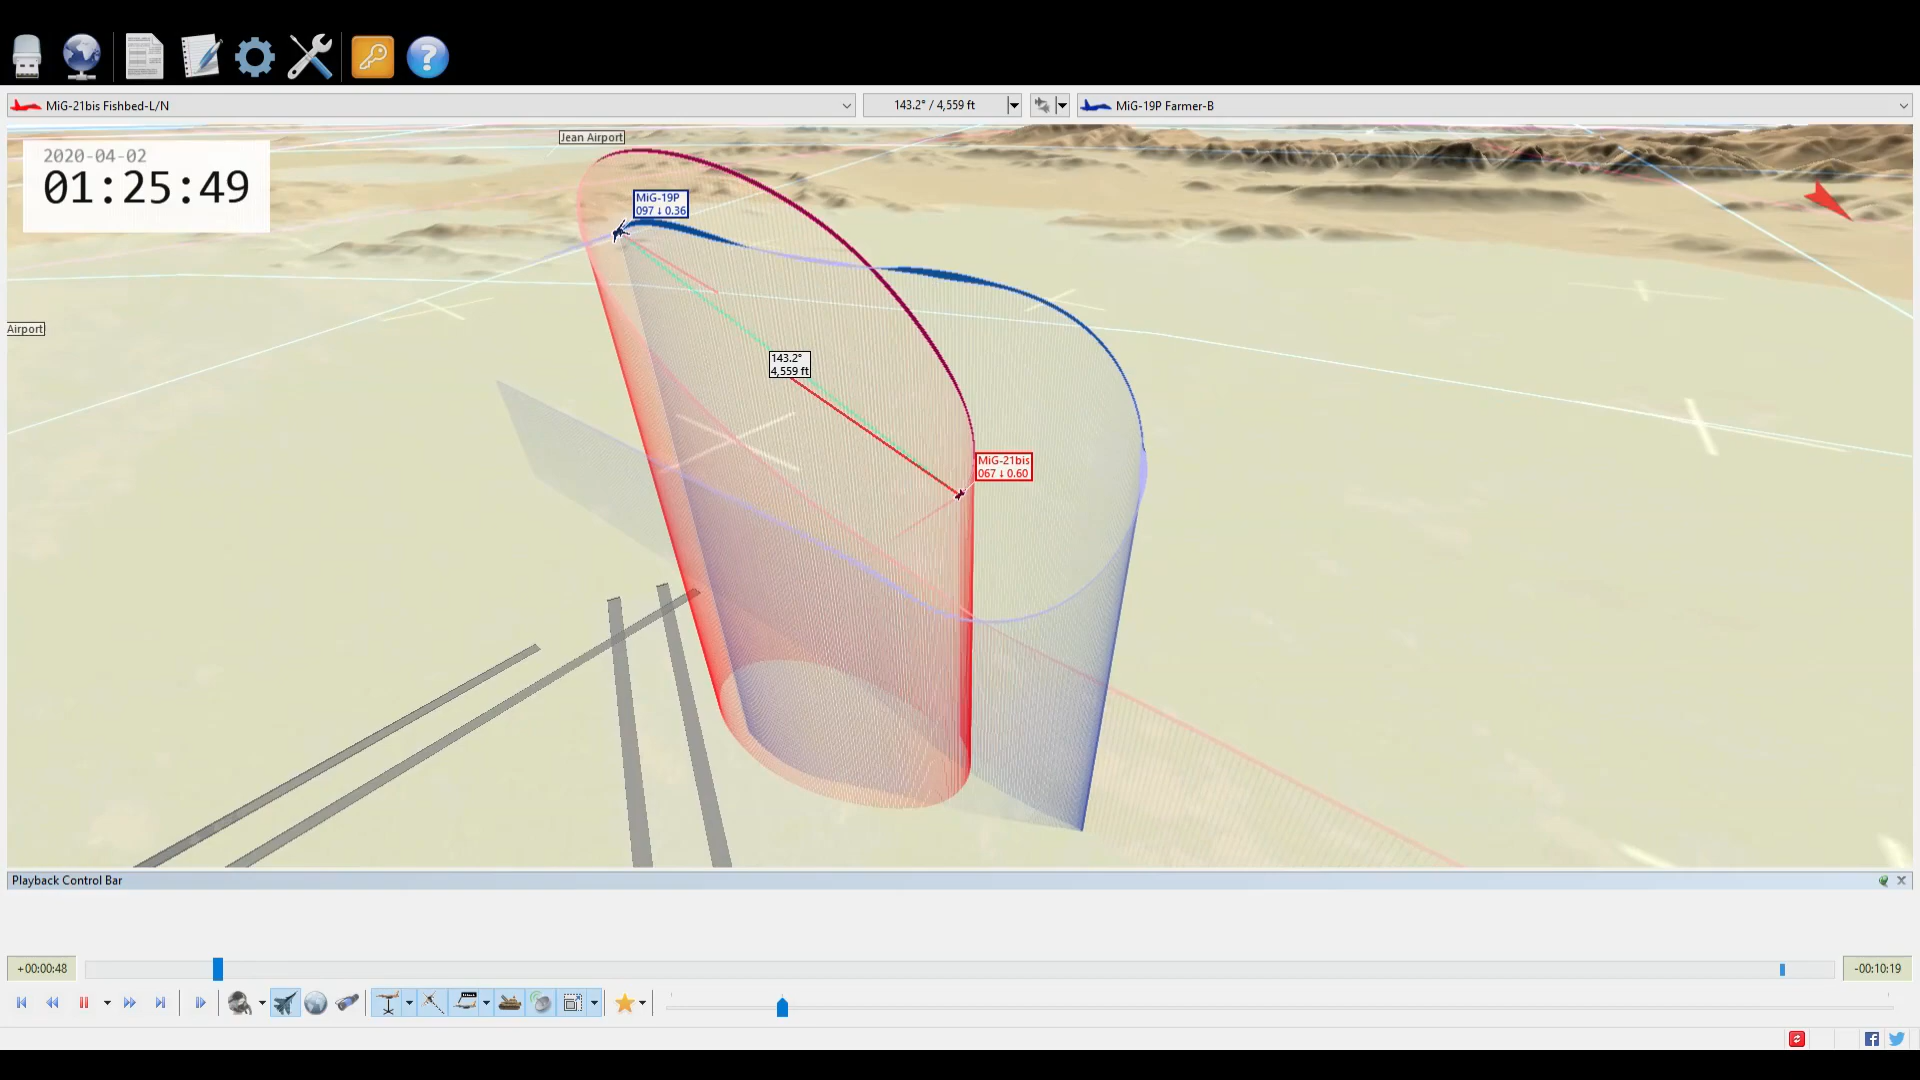 MiG-21bis Fishbed-L/N
143.2° / 4,559 ft
MiG-19P Farmer-B
Jean Airport
2020-04-02
01:25:49
MiG-19P
097 ↓ 0.36
Airport
143.2°
4,559 ft
MiG-21bis
067 ↓ 0.60
Playback Control Bar
+00:00:48
-00:10:19